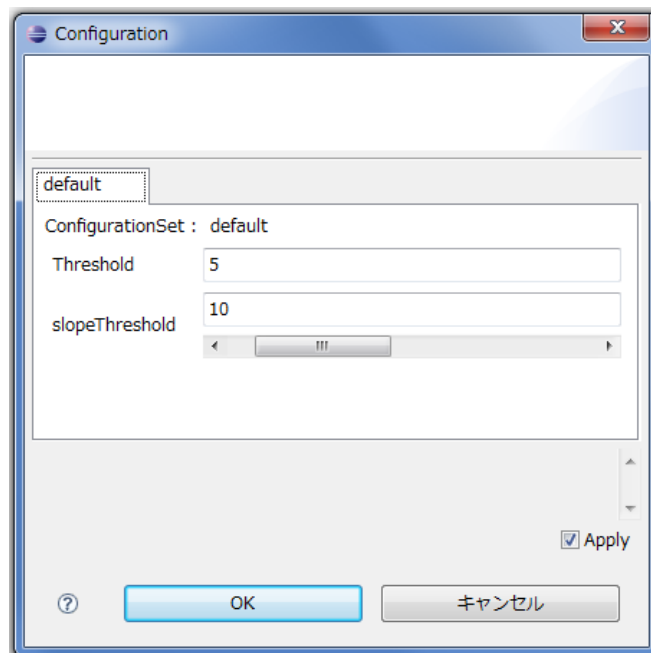 Configuration
default
ConfigurationSet : default
Threshold 5
slopeThreshold 10
Apply
OK キャンセル